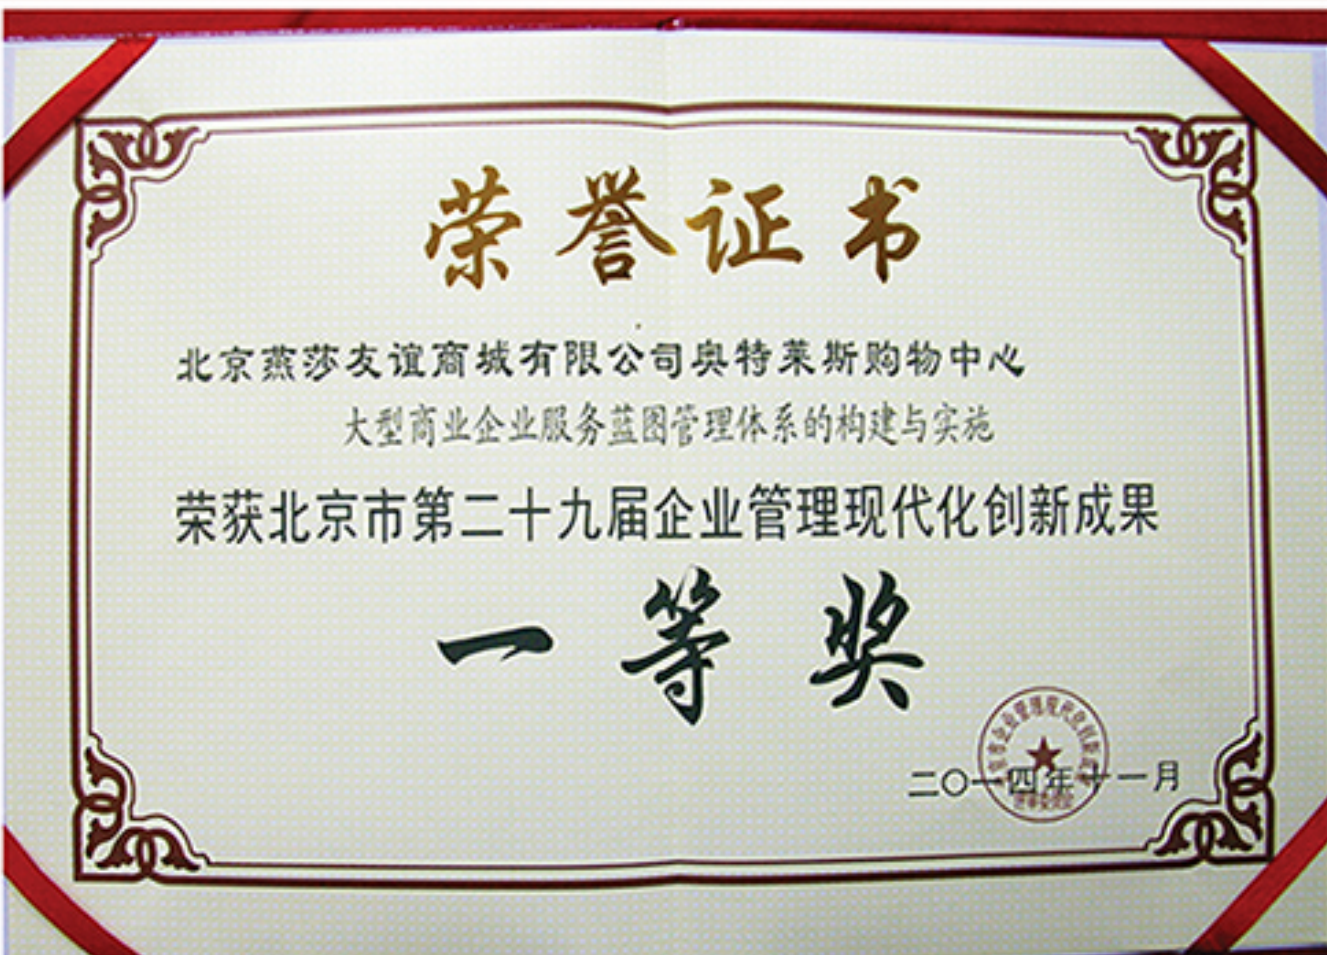 荣誉证书
北京燕莎友谊商城有限公司奥特莱斯购物中心
大型商业企业服务蓝图管理体系的构建与实施
荣获北京市第二十九届企业管理现代化创新成果
一等奖
二〇一四年十一月